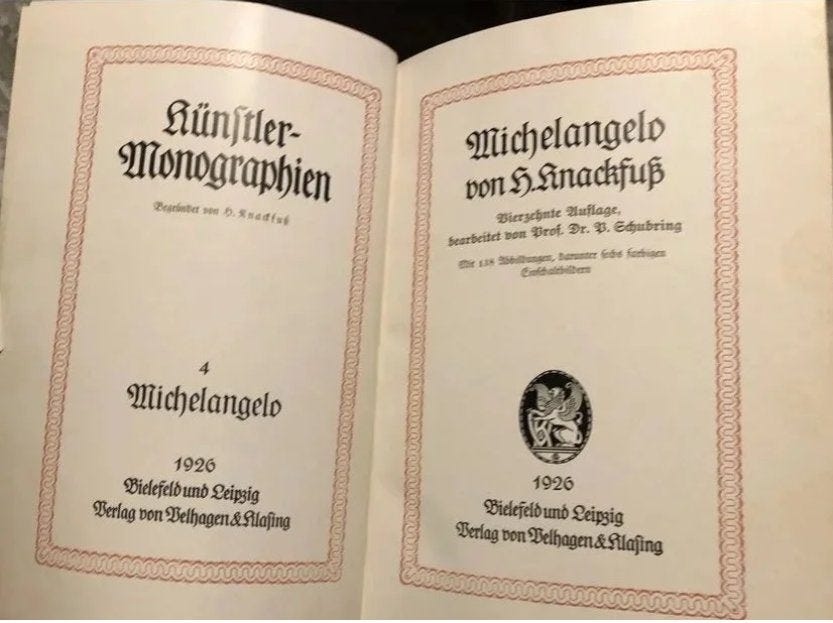 Künstler-
Monographien
Begründet von H. Knackfuß
4
Michelangelo
1926
Bielefeld und Leipzig
Verlag von Velhagen & Klasing
Michelangelo
von H. Knackfuß
Vierzehnte Auflage,
bearbeitet von Prof. Dr. P. Schubring
Mit 138 Abbildungen, darunter sechs farbigen
Einschaltbildern
1926
Bielefeld und Leipzig
Verlag von Velhagen & Klasing